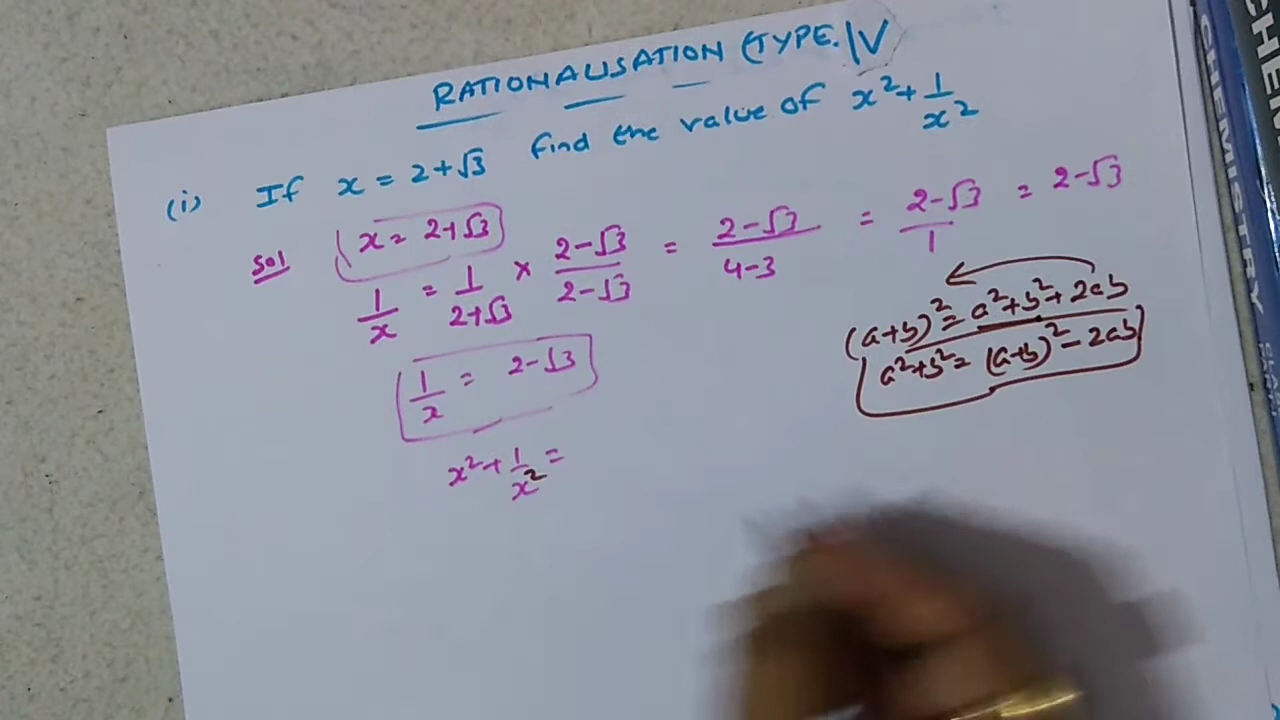 RATIONALISATION (TYPE. IV
(i) If x = 2+√3 find the value of x² + 1/x²
Sol x = 2+√3
1/x = 1/2+√3 × 2-√3/2-√3 = 2-√3/4-3 = 2-√3/1 = 2-√3
1/x = 2-√3
(a+b)² = a²+b²+2ab
a²+b² = (a+b)² - 2ab
x² + 1/x² =
CHEMISTRY
CHEM